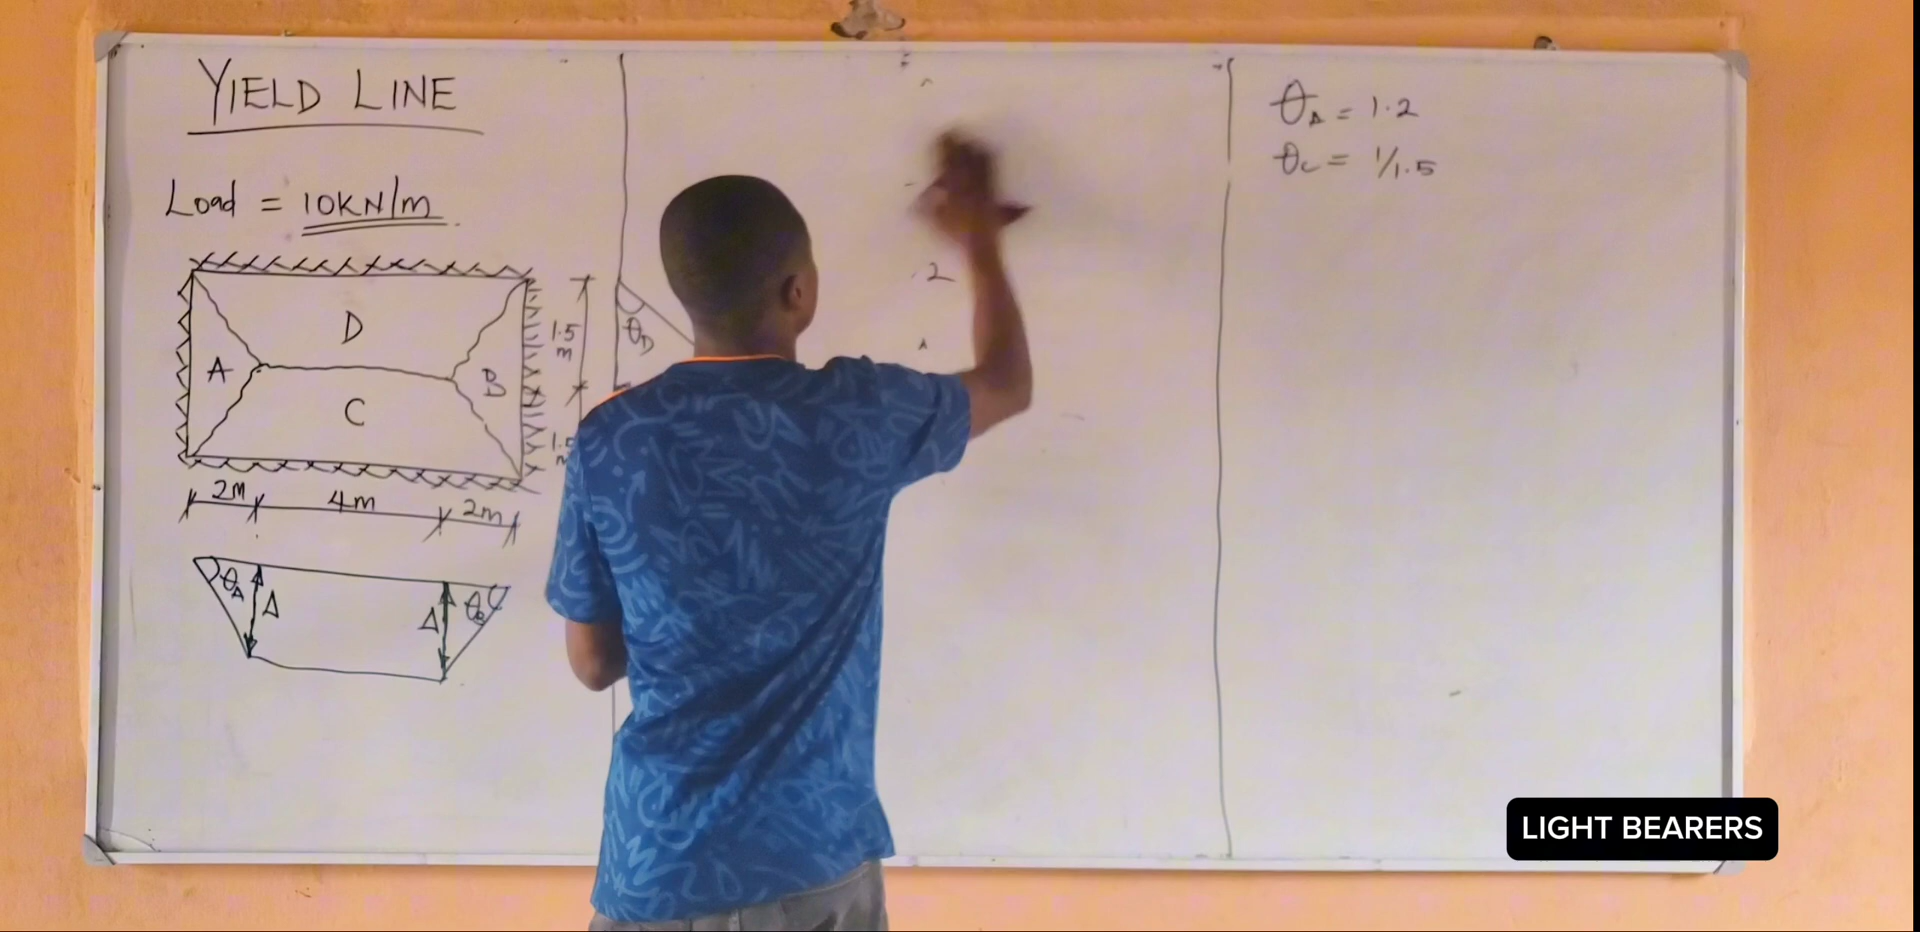 YIELD LINE
Load = 10KN/m
D
A
B
C
1.5
m
2m
4m
2m
θA
Δ
Δ
θB
θD
2
θA = 1.2
θC = 1/1.5
LIGHT BEARERS